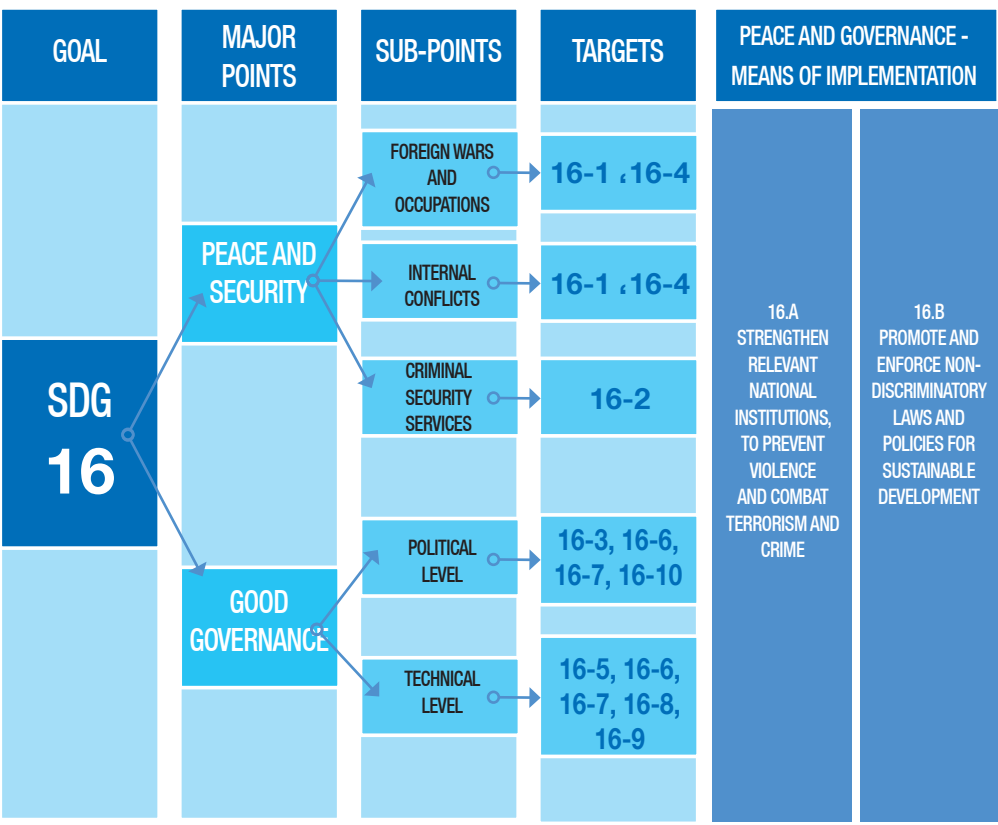 GOAL
MAJOR
POINTS
SUB-POINTS
TARGETS
PEACE AND GOVERNANCE -
MEANS OF IMPLEMENTATION
SDG
16
PEACE AND
SECURITY
FOREIGN WARS
AND
OCCUPATIONS
16-1 ، 16-4
INTERNAL
CONFLICTS
16-1 ، 16-4
CRIMINAL
SECURITY
SERVICES
16-2
GOOD
GOVERNANCE
POLITICAL
LEVEL
16-3, 16-6,
16-7, 16-10
TECHNICAL
LEVEL
16-5, 16-6,
16-7, 16-8,
16-9
16.A
STRENGTHEN
RELEVANT
NATIONAL
INSTITUTIONS,
TO PREVENT
VIOLENCE
AND COMBAT
TERRORISM AND
CRIME
16.B
PROMOTE AND
ENFORCE NON-
DISCRIMINATORY
LAWS AND
POLICIES FOR
SUSTAINABLE
DEVELOPMENT